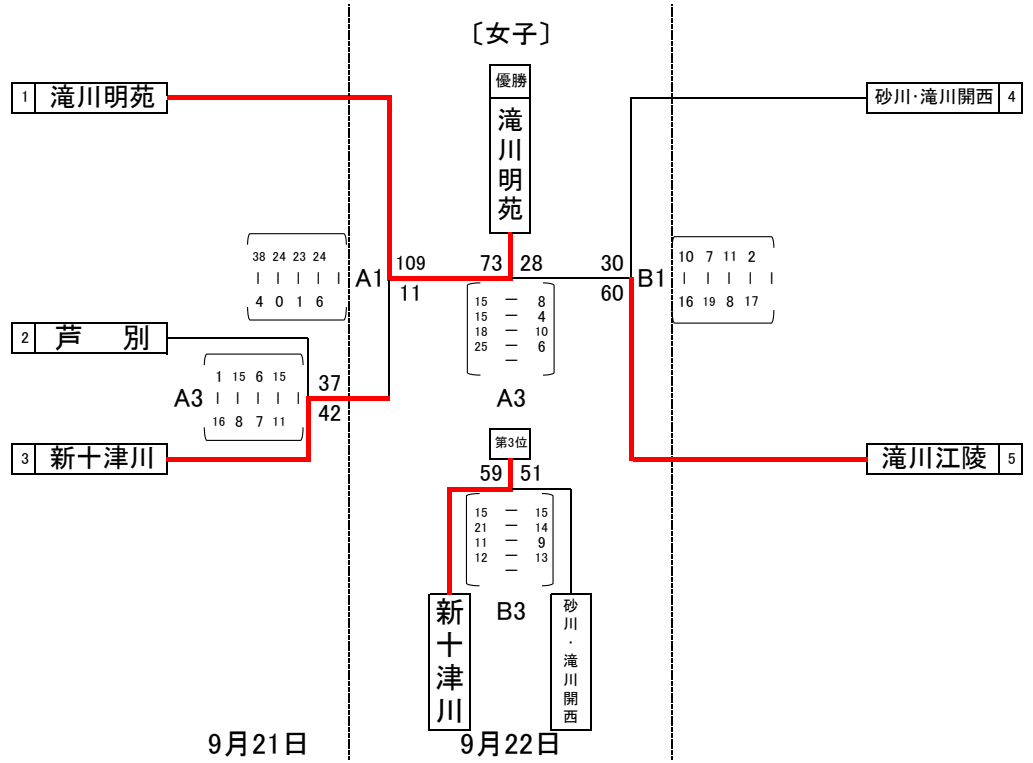 〔女子〕
優勝
滝川明苑
1 滝川明苑
砂川・滝川開西 4
38 24 23 24
A1
4 0 1 6
109
11
73 28
30
60
B1
10 7 11 2
16 19 8 17
15 ー 8
15 ー 4
18 ー 10
25 ー 6
ー
A3
2 芦 別
A3
1 15 6 15
16 8 7 11
37
42
3 新十津川
滝川江陵 5
第3位
59 51
15 ー 15
21 ー 14
11 ー 9
12 ー 13
ー
B3
新十津川
砂川・滝川開西
9月21日
9月22日